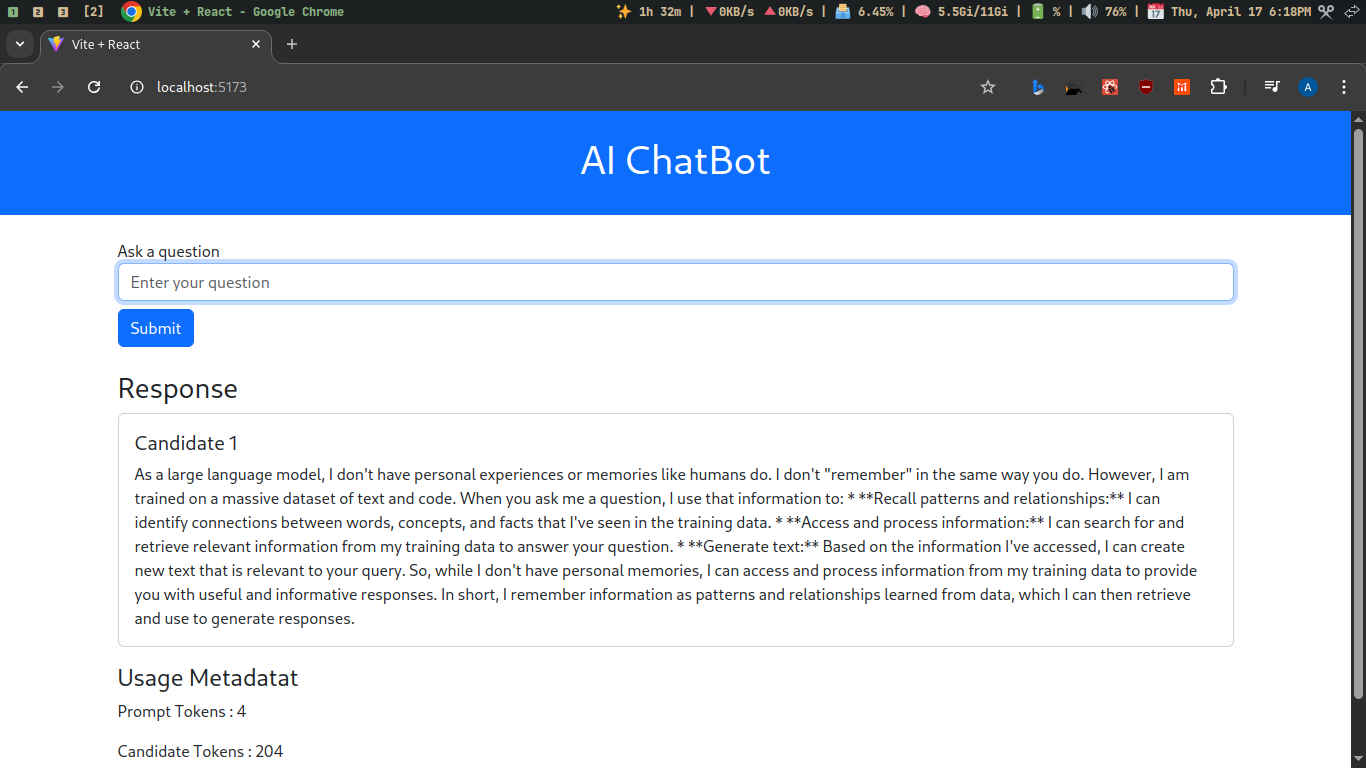 1 2 3 [2] Vite + React - Google Chrome 1h 32m | 0KB/s 0KB/s | 6.45% | 5.5Gi/11Gi | % | 76% | Thu, April 17 6:18PM
Vite + React
localhost:5173
A
AI ChatBot
Ask a question
Enter your question
Submit
Response
Candidate 1
As a large language model, I don't have personal experiences or memories like humans do. I don't "remember" in the same way you do. However, I am
trained on a massive dataset of text and code. When you ask me a question, I use that information to: * **Recall patterns and relationships:** I can
identify connections between words, concepts, and facts that I've seen in the training data. * **Access and process information:** I can search for and
retrieve relevant information from my training data to answer your question. * **Generate text:** Based on the information I've accessed, I can create
new text that is relevant to your query. So, while I don't have personal memories, I can access and process information from my training data to provide
you with useful and informative responses. In short, I remember information as patterns and relationships learned from data, which I can then retrieve
and use to generate responses.
Usage Metadatat
Prompt Tokens : 4
Candidate Tokens : 204